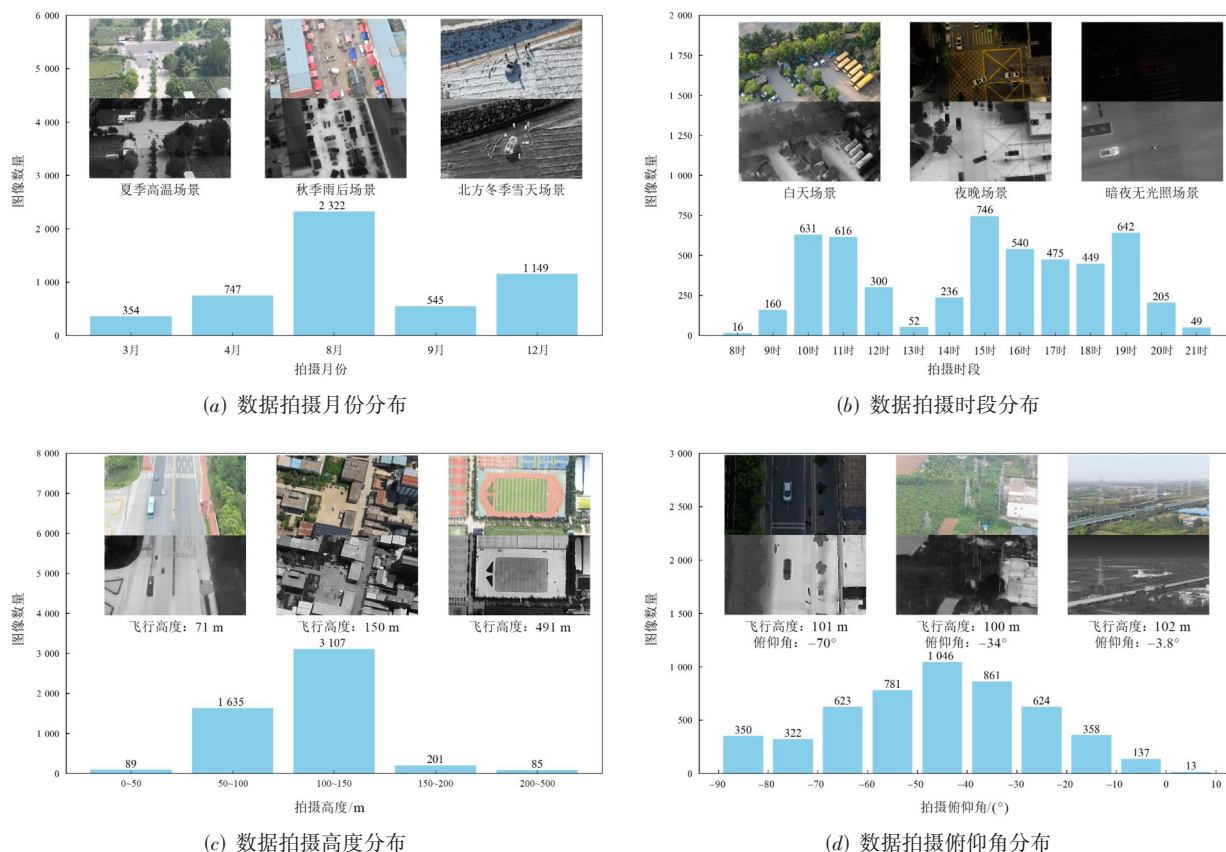 6 000
5 000
4 000
3 000
2 000
1 000
0
图像数量
夏季高温场景 秋季雨后场景 北方冬季雪天场景
354 747 2 322 545 1 149
3月 4月 8月 9月 12月
拍摄月份
(a) 数据拍摄月份分布
2 000
1 750
1 500
1 250
1 000
750
500
250
0
图像数量
白天场景 夜晚场景 暗夜无光照场景
16 160 631 616 300 52 236 746 540 475 449 642 205 49
8时 9时 10时 11时 12时 13时 14时 15时 16时 17时 18时 19时 20时 21时
拍摄时段
(b) 数据拍摄时段分布
8 000
7 000
6 000
5 000
4 000
3 000
2 000
1 000
0
图像数量
飞行高度：71 m 飞行高度：150 m 飞行高度：491 m
89 1 635 3 107 201 85
0~50 50~100 100~150 150~200 200~500
拍摄高度/m
(c) 数据拍摄高度分布
3 000
2 500
2 000
1 500
1 000
500
0
图像数量
飞行高度：101 m 飞行高度：100 m 飞行高度：102 m
俯仰角：–70° 俯仰角：–34° 俯仰角：–3.8°
350 322 623 781 1 046 861 624 358 137 13
–90 –80 –70 –60 –50 –40 –30 –20 –10 0 10
拍摄俯仰角/(°)
(d) 数据拍摄俯仰角分布